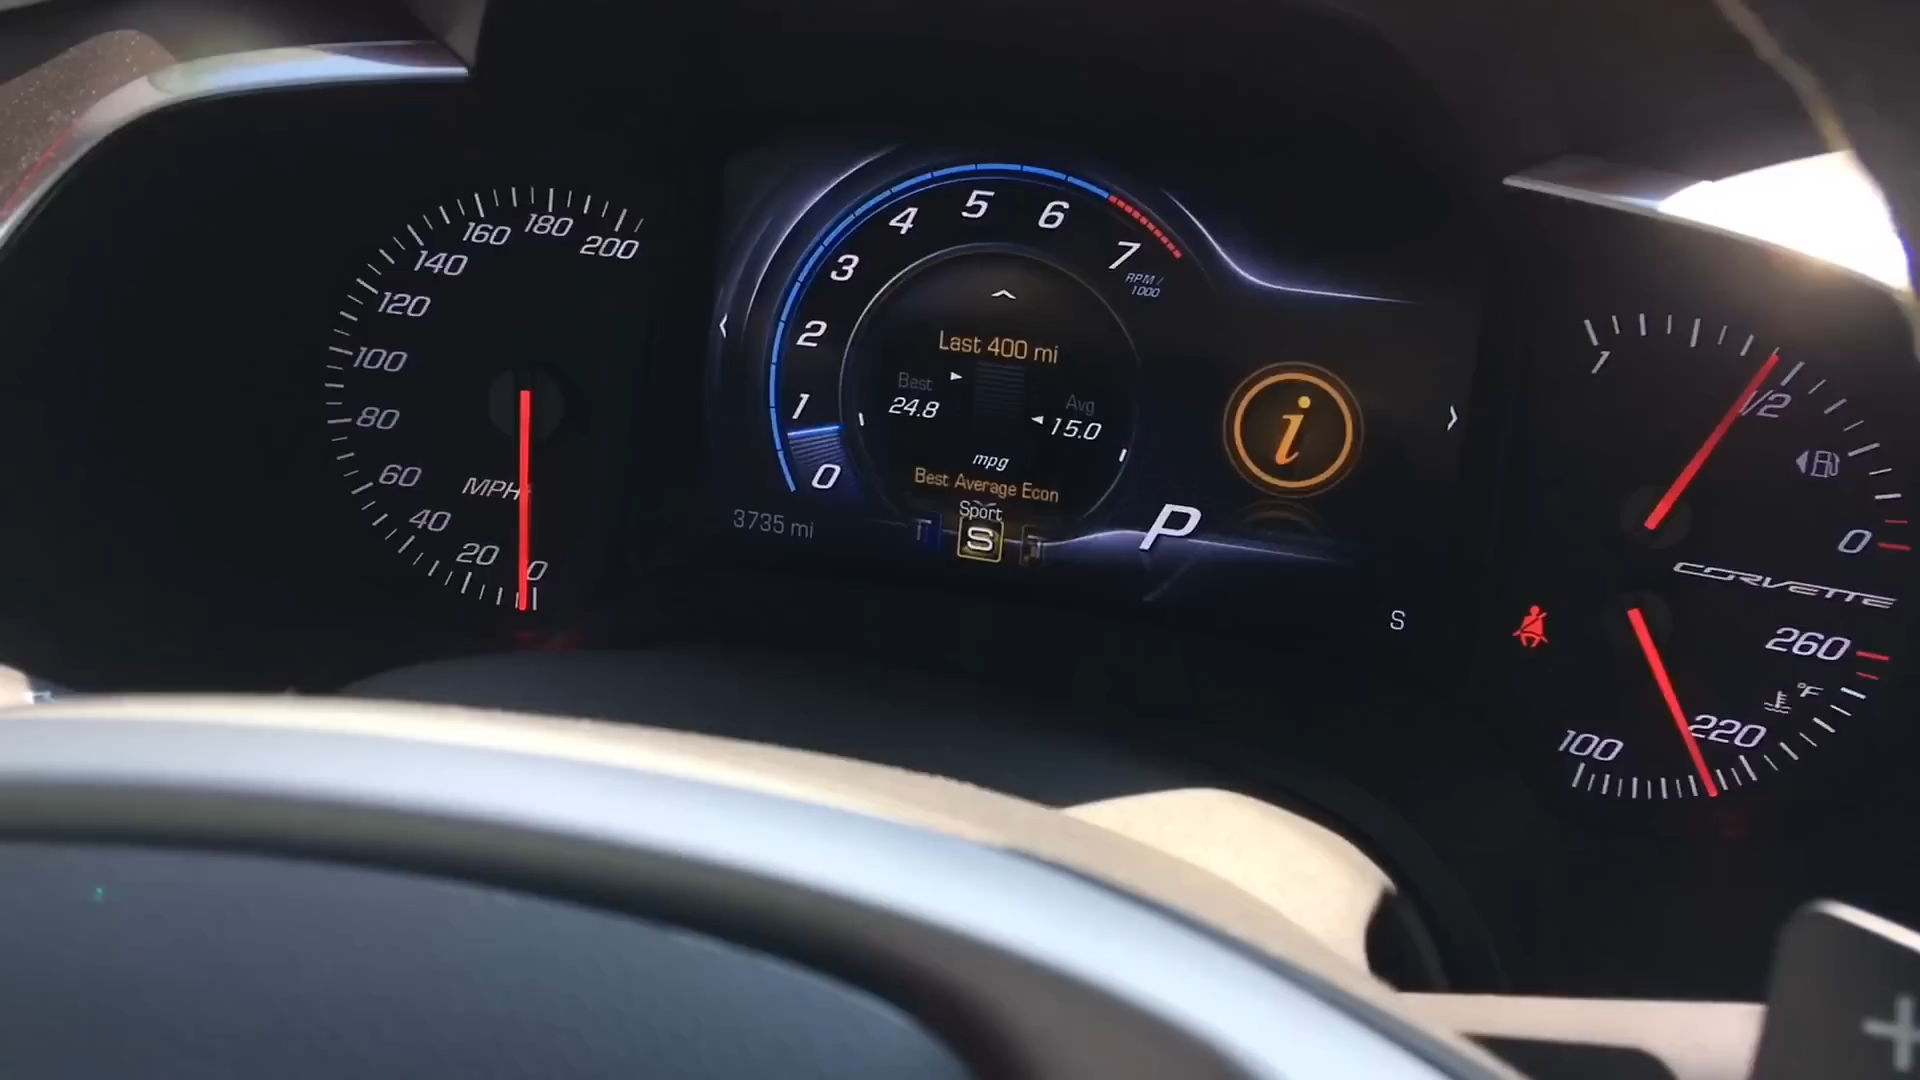 200
180
160
140
120
100
80
60
40
20
0
MPH
0
1
2
3
4
5
6
7
RPM/
1000
Last 400 mi
Best
24.8
Avg
15.0
mpg
Best Average Econ
Sport
S
3735 mi
P
i
S
1
1/2
0
CORVETTE
260
°F
220
100
+